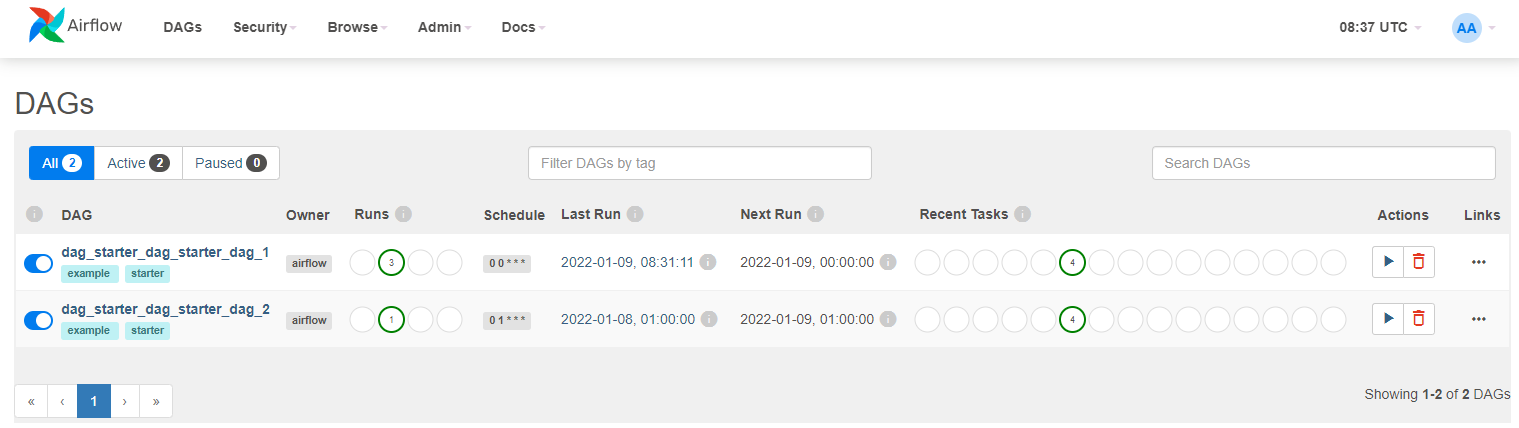 Airflow DAGs Security Browse Admin Docs 08:37 UTC AA
DAGs
All 2 Active 2 Paused 0 Filter DAGs by tag Search DAGs
i DAG Owner Runs i Schedule Last Run i Next Run i Recent Tasks i Actions Links
dag_starter_dag_starter_dag_1
airflow 3 0 0 * * * 2022-01-09, 08:31:11 i 2022-01-09, 00:00:00 i 4
example starter
dag_starter_dag_starter_dag_2
airflow 1 0 1 * * * 2022-01-08, 01:00:00 i 2022-01-09, 01:00:00 i 4
example starter
« ‹ 1 › » Showing 1-2 of 2 DAGs